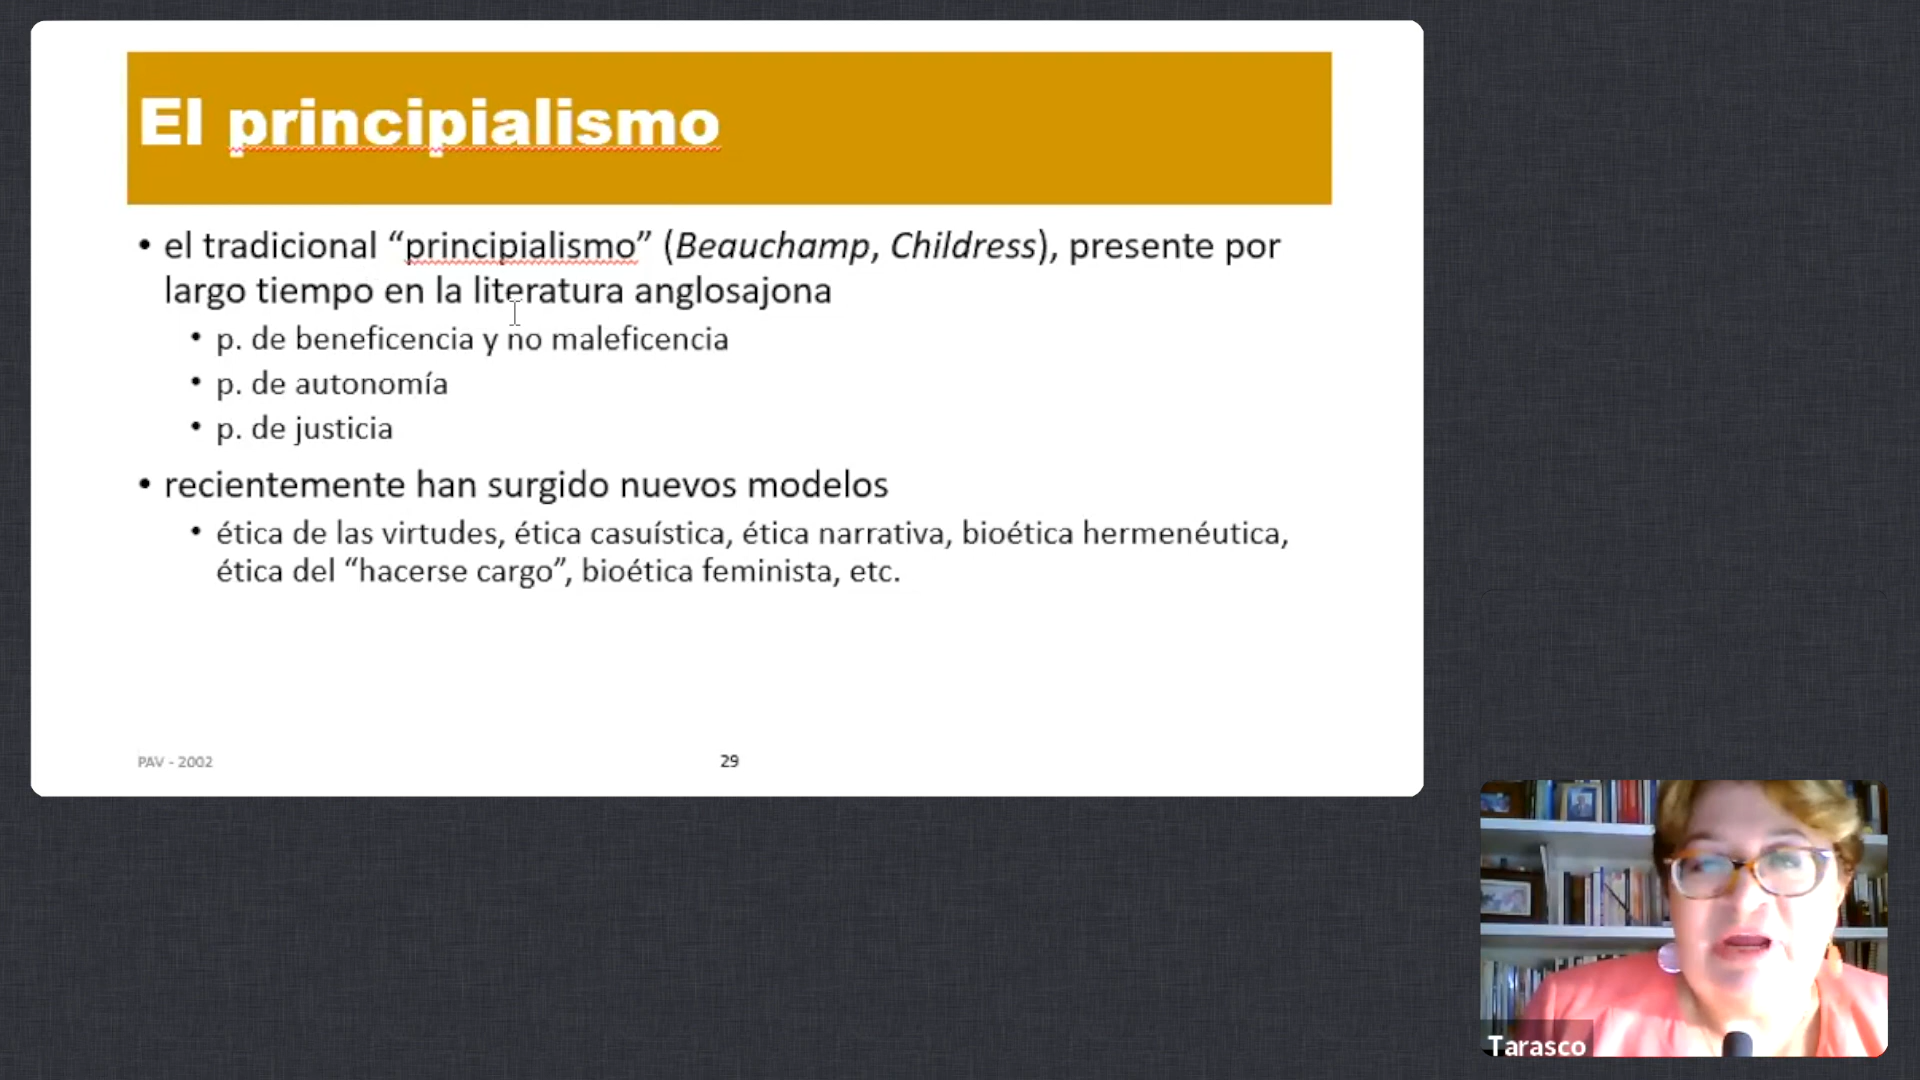 El principialismo
• el tradicional “principialismo” (Beauchamp, Childress), presente por
largo tiempo en la literatura anglosajona
• p. de beneficencia y no maleficencia
• p. de autonomía
• p. de justicia
• recientemente han surgido nuevos modelos
• ética de las virtudes, ética casuística, ética narrativa, bioética hermenéutica,
ética del “hacerse cargo”, bioética feminista, etc.
PAV - 2002
29
Tarasco